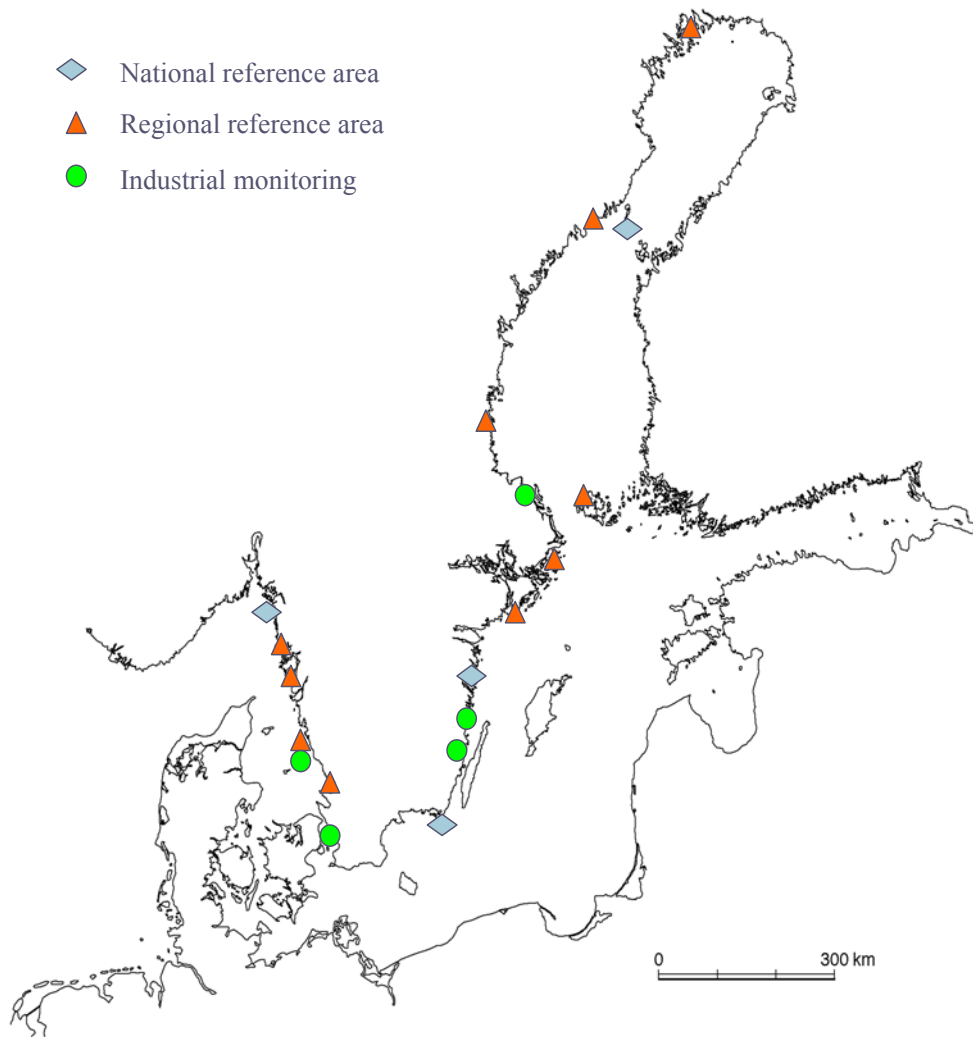 National reference area
Regional reference area
Industrial monitoring
0 300 km